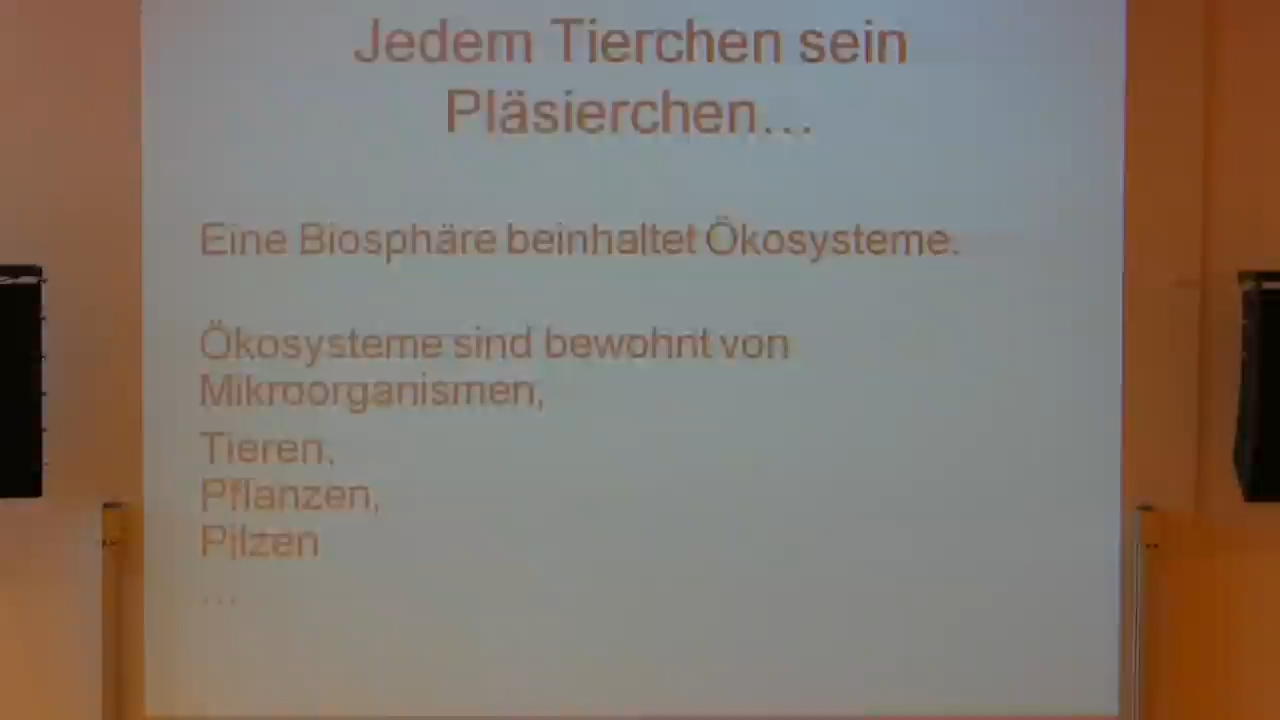 Jedem Tierchen sein
Pläsierchen...
Eine Biosphäre beinhaltet Ökosysteme.
Ökosysteme sind bewohnt von
Mikroorganismen,
Tieren,
Pflanzen,
Pilzen
...